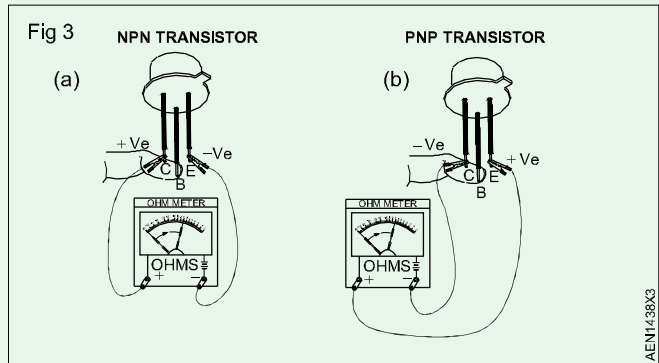 Fig 3
NPN TRANSISTOR
(a)
+Ve
-Ve
C E
B
OHM METER
OHMS
+ -
PNP TRANSISTOR
(b)
-Ve
+Ve
C E
B
OHM METER
OHMS
+ -
AEN1438X3